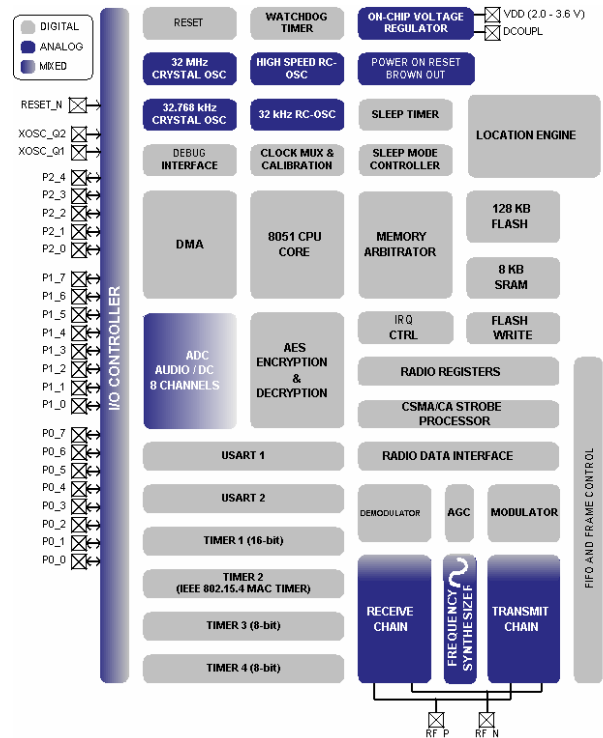 DIGITAL
ANALOG
MIXED
RESET
WATCHDOG
TIMER
ON-CHIP VOLTAGE
REGULATOR
VDD (2.0 - 3.6 V)
DCOUPL
32 MHz
CRYSTAL OSC
HIGH SPEED RC-
OSC
POWER ON RESET
BROWN OUT
RESET_N
XOSC_Q2
XOSC_Q1
32.768 kHz
CRYSTAL OSC
32 kHz RC-OSC
SLEEP TIMER
LOCATION ENGINE
DEBUG
INTERFACE
CLOCK MUX &
CALIBRATION
SLEEP MODE
CONTROLLER
P2_4
P2_3
P2_2
P2_1
P2_0
P1_7
P1_6
P1_5
P1_4
P1_3
P1_2
P1_1
P1_0
P0_7
P0_6
P0_5
P0_4
P0_3
P0_2
P0_1
P0_0
I/O CONTROLLER
DMA
8051 CPU
CORE
MEMORY
ARBITRATOR
128 KB
FLASH
8 KB
SRAM
ADC
AUDIO / DC
8 CHANNELS
AES
ENCRYPTION
&
DECRYPTION
IRQ
CTRL
FLASH
WRITE
RADIO REGISTERS
CSMA/CA STROBE
PROCESSOR
USART 1
RADIO DATA INTERFACE
USART 2
DEMODULATOR
AGC
MODULATOR
TIMER 1 (16-bit)
TIMER 2
(IEEE 802.15.4 MAC TIMER)
TIMER 3 (8-bit)
TIMER 4 (8-bit)
RECEIVE
CHAIN
FREQUENCY
SYNTHESIZER
TRANSMIT
CHAIN
FIFO AND FRAME CONTROL
RF_P
RF_N